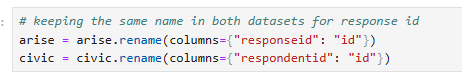 :
# keeping the same name in both datasets for response id
arise = arise.rename(columns={"responseid": "id"})
civic = civic.rename(columns={"respondentid": "id"})